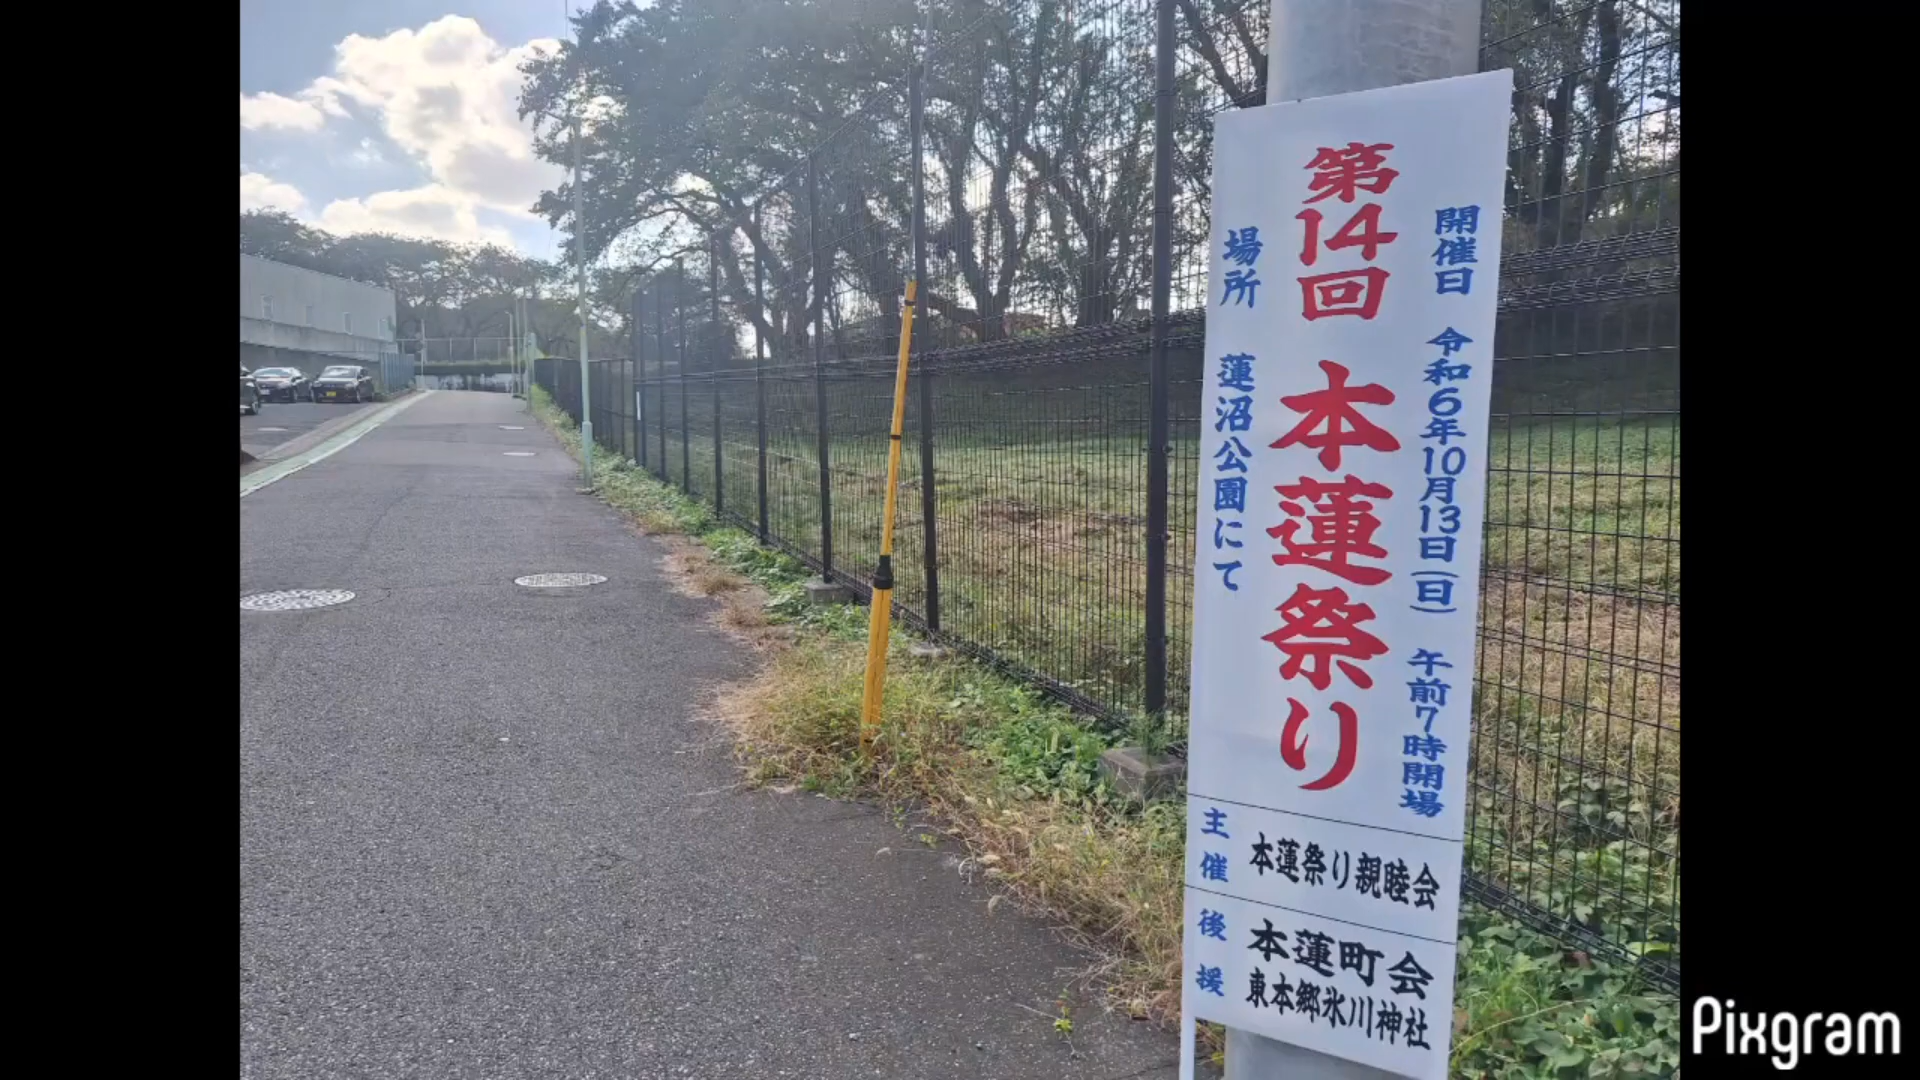 開催日 令和6年10月13日(日) 午前7時開場
第14回 本蓮祭り
場所 蓮沼公園にて
主催 本蓮祭り親睦会
後援 本蓮町会
東本郷氷川神社
Pixgram